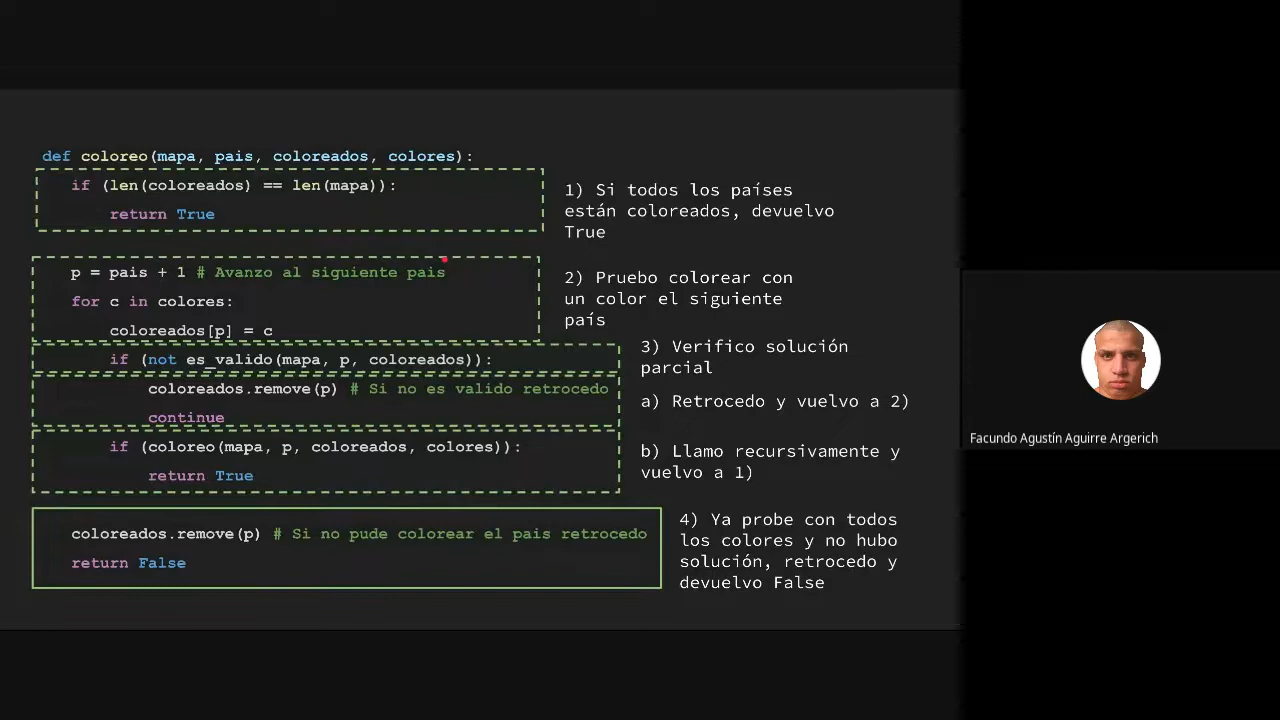 def coloreo(mapa, pais, coloreados, colores):
if (len(coloreados) == len(mapa)):
return True
1) Si todos los países
están coloreados, devuelvo
True
p = pais + 1 # Avanzo al siguiente pais
for c in colores:
coloreados[p] = c
2) Pruebo colorear con
un color el siguiente
país
if (not es_valido(mapa, p, coloreados)):
3) Verifico solución
parcial
coloreados.remove(p) # Si no es valido retrocedo
continue
a) Retrocedo y vuelvo a 2)
if (coloreo(mapa, p, coloreados, colores)):
return True
b) Llamo recursivamente y
vuelvo a 1)
coloreados.remove(p) # Si no pude colorear el pais retrocedo
return False
4) Ya probe con todos
los colores y no hubo
solución, retrocedo y
devuelvo False
Facundo Agustín Aguirre Argerich